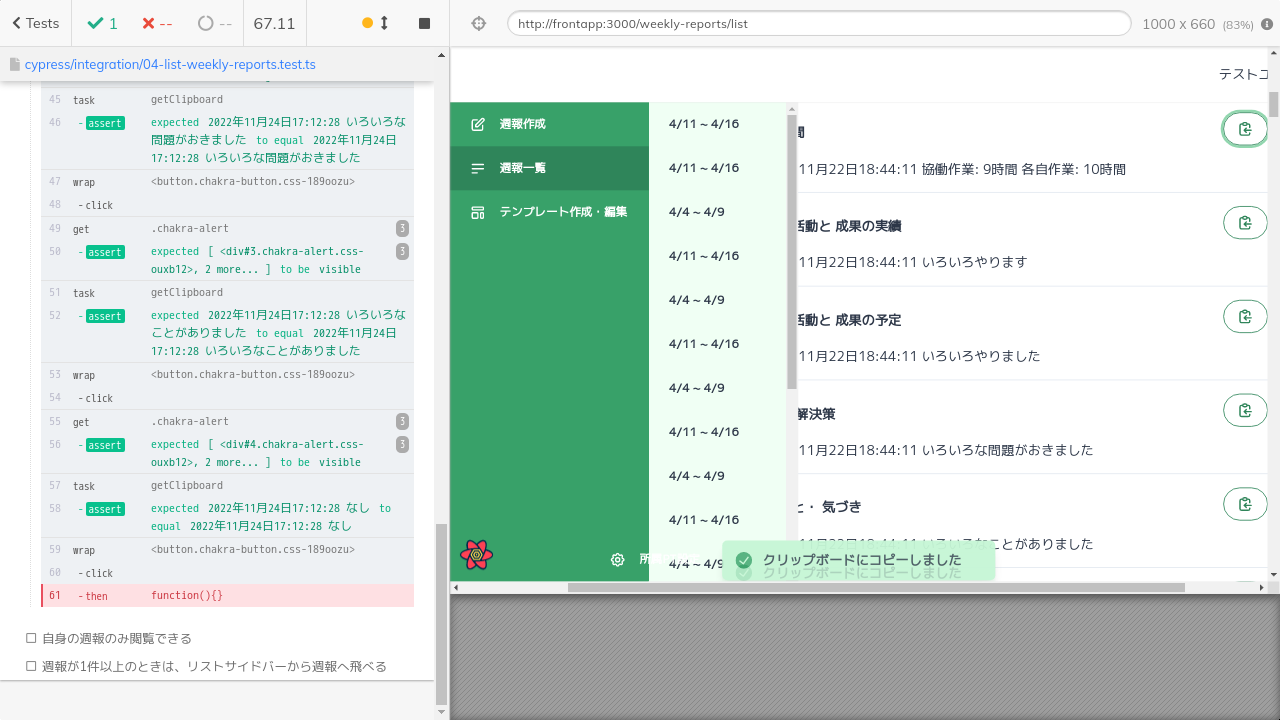 Tests
1
--
--
67.11
http://frontapp:3000/weekly-reports/list
1000 x 660 (83%)
cypress/integration/04-list-weekly-reports.test.ts
45 task getClipboard
46 -assert expected 2022年11月24日17:12:28 いろいろな
問題がおきました to equal 2022年11月24日
17:12:28 いろいろな問題がおきました
47 wrap <button.chakra-button.css-189oozu>
48 -click
49 get .chakra-alert 3
50 -assert expected [ <div#3.chakra-alert.css- 3
ouxb12>, 2 more... ] to be visible
51 task getClipboard
52 -assert expected 2022年11月24日17:12:28 いろいろな
ことがありました to equal 2022年11月24日
17:12:28 いろいろなことがありました
53 wrap <button.chakra-button.css-189oozu>
54 -click
55 get .chakra-alert 3
56 -assert expected [ <div#4.chakra-alert.css- 3
ouxb12>, 2 more... ] to be visible
57 task getClipboard
58 -assert expected 2022年11月24日17:12:28 なし to
equal 2022年11月24日17:12:28 なし
59 wrap <button.chakra-button.css-189oozu>
60 -click
61 -then function(){}
自身の週報のみ閲覧できる
週報が1件以上のときは、リストサイドバーから週報へ飛べる
テストユ
週報作成
週報一覧
テンプレート作成・編集
4/11 ~ 4/16
4/11 ~ 4/16
4/4 ~ 4/9
4/11 ~ 4/16
4/4 ~ 4/9
4/11 ~ 4/16
4/4 ~ 4/9
4/11 ~ 4/16
4/4 ~ 4/9
4/11 ~ 4/16
4/4 ~ 4/9
間
11月22日18:44:11 協働作業: 9時間 各自作業: 10時間
活動と 成果の実績
11月22日18:44:11 いろいろやります
活動と 成果の予定
11月22日18:44:11 いろいろやりました
解決策
11月22日18:44:11 いろいろな問題がおきました
と・ 気づき
11月22日18:44:11 いろいろなことがありました
クリップボードにコピーしました
クリップボードにコピーしました